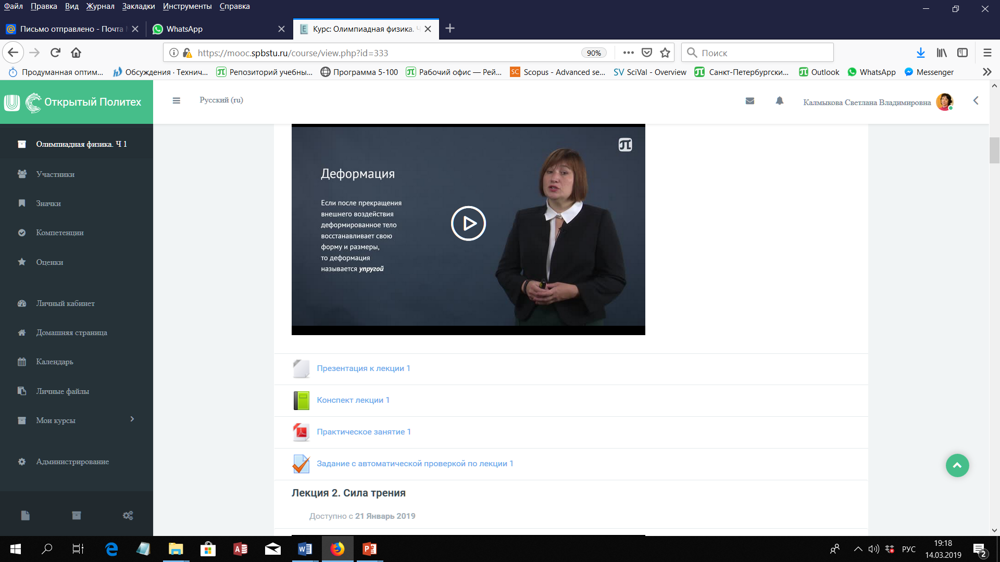 Файл Правка Вид Журнал Закладки Инструменты Справка
Письмо отправлено - Почта
WhatsApp
Курс: Олимпиадная физика. Ч
https://mooc.spbstu.ru/course/view.php?id=333
90%
Поиск
Продуманная оптим...
Обсуждения · Технич...
Репозиторий учебны...
Программа 5-100
Рабочий офис — Рей...
SC Scopus - Advanced se...
SV SciVal - Overview
Санкт-Петербургски...
Outlook
WhatsApp
Messenger
Открытый Политех
Русский (ru)
Калмыкова Светлана Владимировна
Олимпиадная физика. Ч 1
Участники
Значки
Компетенции
Оценки
Личный кабинет
Домашняя страница
Календарь
Личные файлы
Мои курсы
Администрирование
Деформация
Если после прекращения
внешнего воздействия
деформированное тело
восстанавливает свою
форму и размеры,
то деформация
называется упругой
Презентация к лекции 1
Конспект лекции 1
Практическое занятие 1
Задание с автоматической проверкой по лекции 1
Лекция 2. Сила трения
Доступно с 21 Январь 2019
РУС
19:18
14.03.2019
2